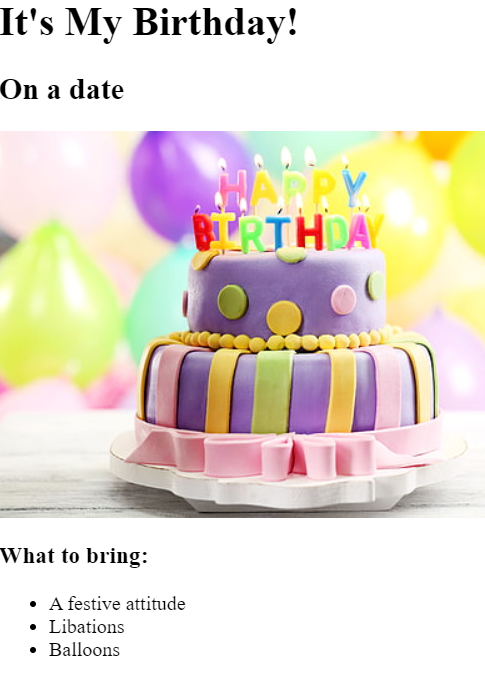 It's My Birthday!
On a date
HAPPY
BIRTHDAY
What to bring:
A festive attitude
Libations
Balloons